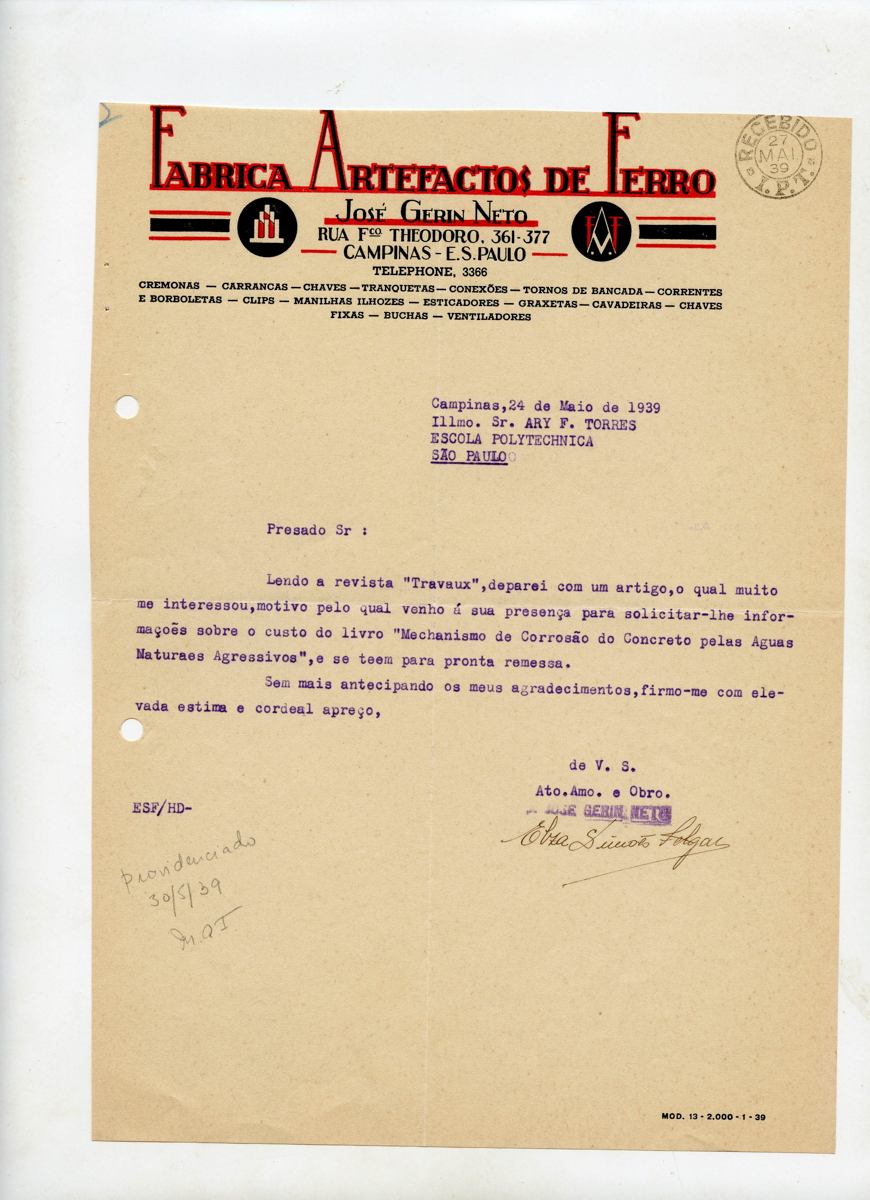 FABRICA ARTEFACTOS DE FERRO
RECEBIDO
27
MAI.
39
I.P.T.
JOSÉ GERIN NETO
RUA Fco. THEODORO, 361-377
CAMPINAS - E.S.PAULO
TELEPHONE, 3366
CREMONAS — CARRANCAS — CHAVES — TRANQUETAS — CONEXÕES — TORNOS DE BANCADA — CORRENTES
E BORBOLETAS — CLIPS — MANILHAS ILHOZES — ESTICADORES — GRAXETAS — CAVADEIRAS — CHAVES
FIXAS — BUCHAS — VENTILADORES
Campinas,24 de Maio de 1939
Illmo. Sr. ARY F. TORRES
ESCOLA POLYTECHNICA
SÃO PAULO
Presado Sr :
Lendo a revista "Travaux",deparei com um artigo,o qual muito
me interessou,motivo pelo qual venho á sua presença para solicitar-lhe infor-
mações sobre o custo do livro "Mechanismo de Corrosão do Concreto pelas Aguas
Naturaes Agressivos",e se teem para pronta remessa.
Sem mais antecipando os meus agradecimentos,firmo-me com ele-
vada estima e cordeal apreço,
de V. S.
Ato.Amo. e Obro.
JOSÉ GERIN NETO
ESF/HD-
Elza
Providenciado
30/5/39
MOD. 13 - 2.000 - 1 - 39